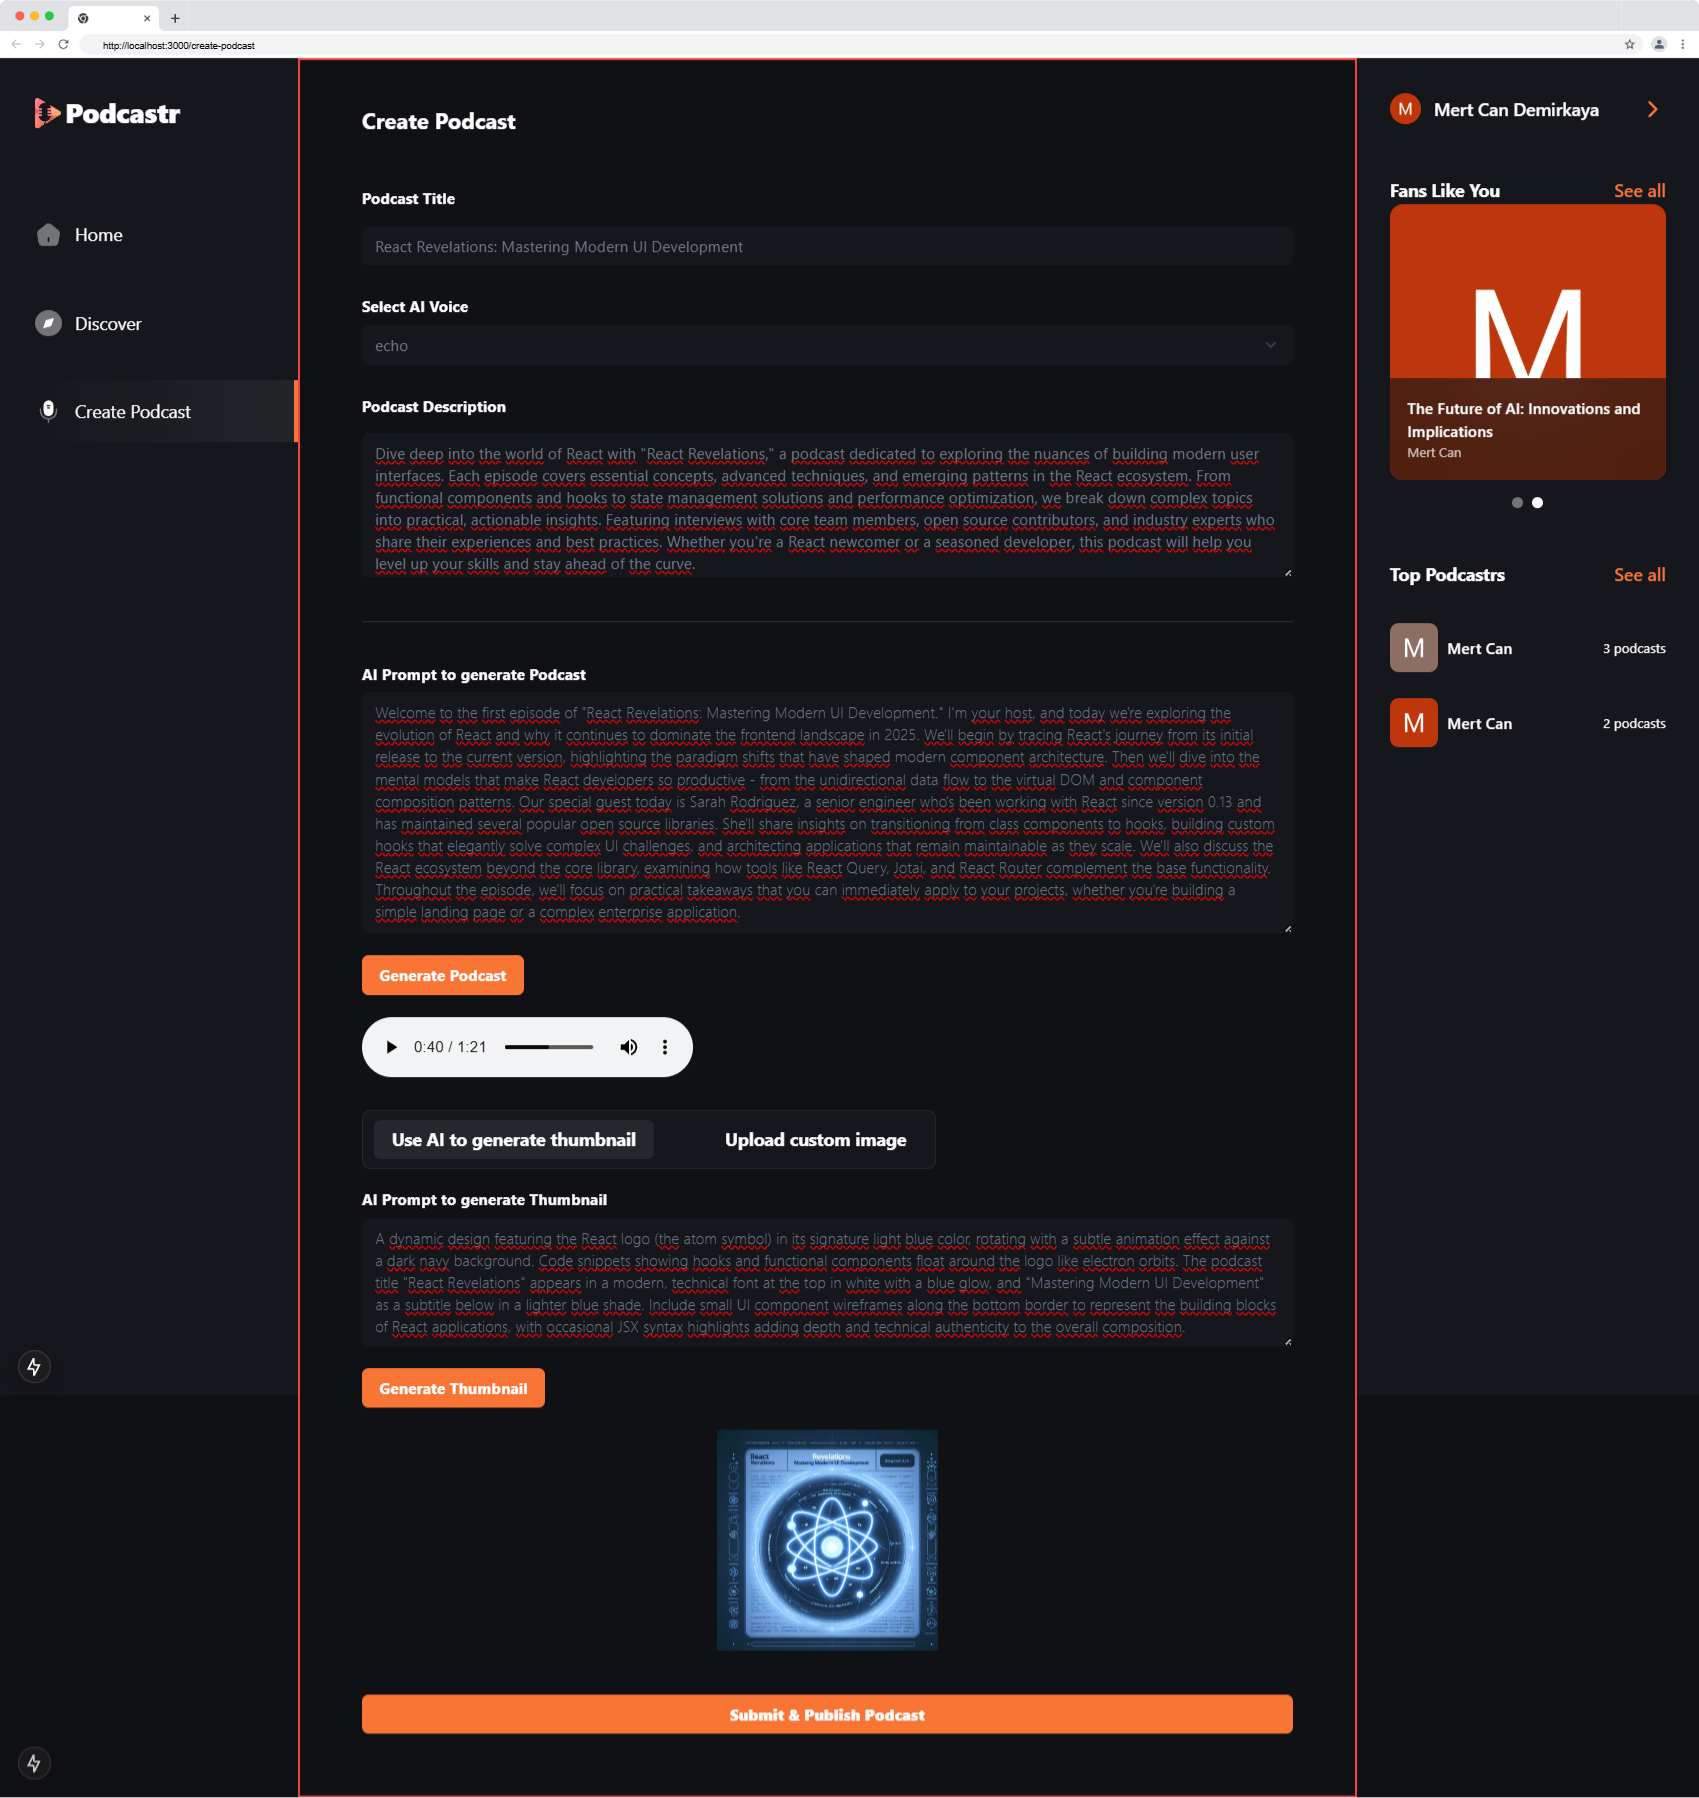 http://localhost:3000/create-podcast
Podcastr
Home
Discover
Create Podcast
Create Podcast
Podcast Title
React Revelations: Mastering Modern UI Development
Select AI Voice
echo
Podcast Description
Dive deep into the world of React with "React Revelations," a podcast dedicated to exploring the nuances of building modern user
interfaces. Each episode covers essential concepts, advanced techniques, and emerging patterns in the React ecosystem. From
functional components and hooks to state management solutions and performance optimization, we break down complex topics
into practical, actionable insights. Featuring interviews with core team members, open source contributors, and industry experts who
share their experiences and best practices. Whether you're a React newcomer or a seasoned developer, this podcast will help you
level up your skills and stay ahead of the curve.
AI Prompt to generate Podcast
Welcome to the first episode of "React Revelations: Mastering Modern UI Development." I'm your host, and today we're exploring the
evolution of React and why it continues to dominate the frontend landscape in 2025. We'll begin by tracing React's journey from its initial
release to the current version, highlighting the paradigm shifts that have shaped modern component architecture. Then we'll dive into the
mental models that make React developers so productive - from the unidirectional data flow to the virtual DOM and component
composition patterns. Our special guest today is Sarah Rodriguez, a senior engineer who's been working with React since version 0.13 and
has maintained several popular open source libraries. She'll share insights on transitioning from class components to hooks, building custom
hooks that elegantly solve complex UI challenges, and architecting applications that remain maintainable as they scale. We'll also discuss the
React ecosystem beyond the core library, examining how tools like React Query, Jotai, and React Router complement the base functionality.
Throughout the episode, we'll focus on practical takeaways that you can immediately apply to your projects, whether you're building a
simple landing page or a complex enterprise application.
Generate Podcast
0:40 / 1:21
Use AI to generate thumbnail
Upload custom image
AI Prompt to generate Thumbnail
A dynamic design featuring the React logo (the atom symbol) in its signature light blue color, rotating with a subtle animation effect against
a dark navy background. Code snippets showing hooks and functional components float around the logo like electron orbits. The podcast
title "React Revelations" appears in a modern, technical font at the top in white with a blue glow, and "Mastering Modern UI Development"
as a subtitle below in a lighter blue shade. Include small UI component wireframes along the bottom border to represent the building blocks
of React applications, with occasional JSX syntax highlights adding depth and technical authenticity to the overall composition.
Generate Thumbnail
React
Revelations
Mastering Modern UI Development
Submit & Publish Podcast
M
Mert Can Demirkaya
Fans Like You
See all
M
The Future of AI: Innovations and
Implications
Mert Can
Top Podcastrs
See all
M
Mert Can
3 podcasts
M
Mert Can
2 podcasts